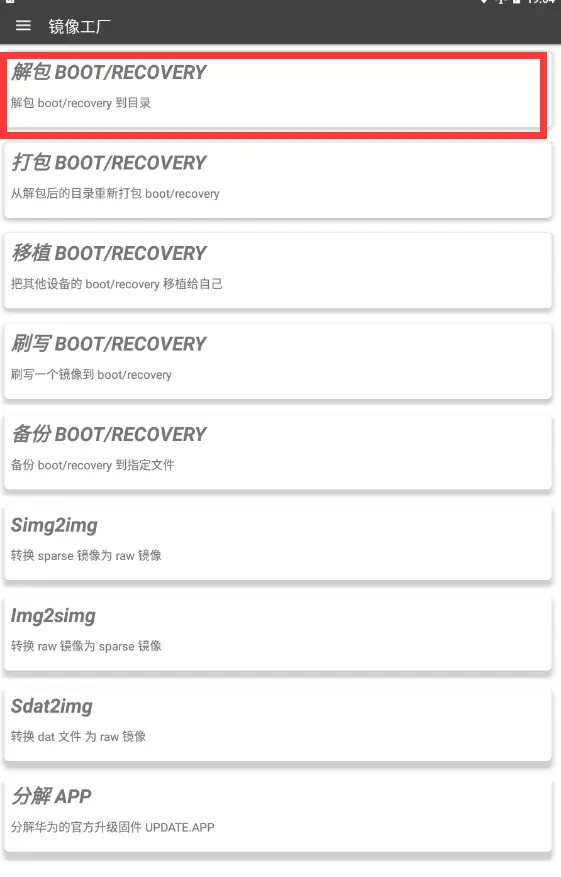 镜像工厂
解包 BOOT/RECOVERY
解包 boot/recovery 到目录
打包 BOOT/RECOVERY
从解包后的目录重新打包 boot/recovery
移植 BOOT/RECOVERY
把其他设备的 boot/recovery 移植给自己
刷写 BOOT/RECOVERY
刷写一个镜像到 boot/recovery
备份 BOOT/RECOVERY
备份 boot/recovery 到指定文件
Simg2img
转换 sparse 镜像为 raw 镜像
Img2simg
转换 raw 镜像为 sparse 镜像
Sdat2img
转换 dat 文件 为 raw 镜像
分解 APP
分解华为的官方升级固件 UPDATE.APP